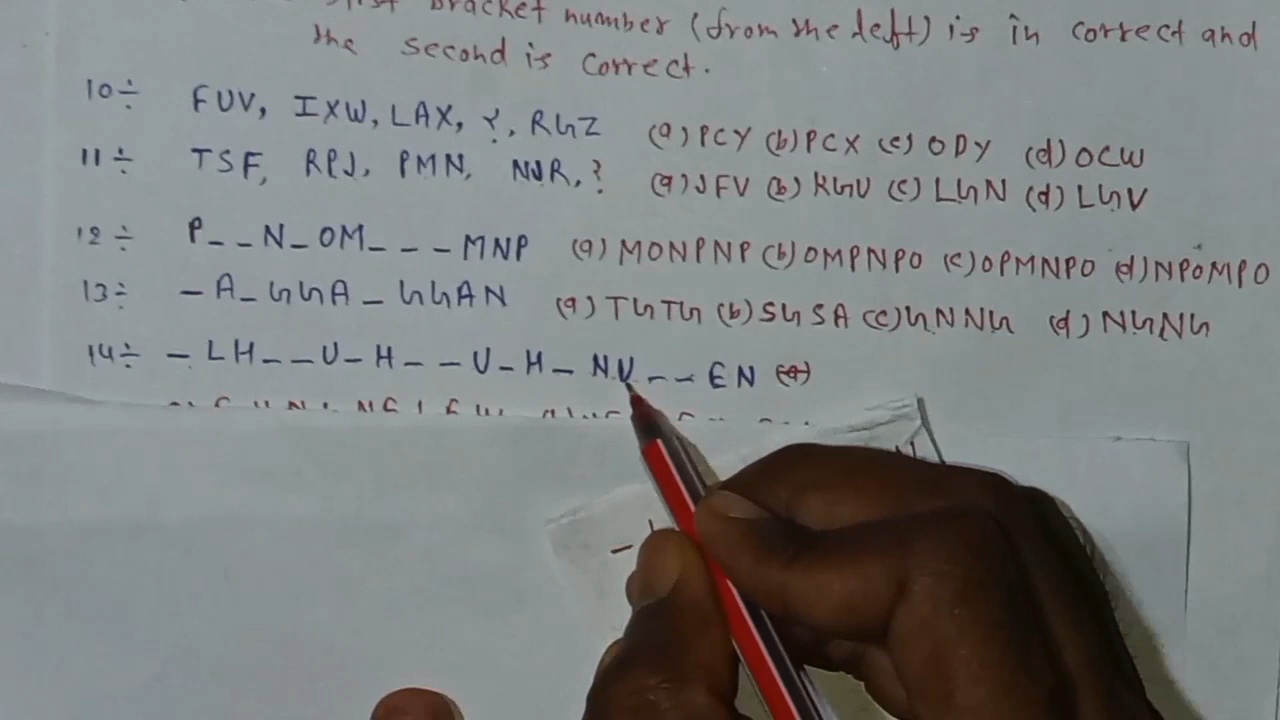 first bracket number (from the left) is in correct and
the second is correct.
10÷ FUV, IXW, LAX, ?, RGZ (a) PCY (b) PCX (c) ODY (d) OCW
11÷ TSF, RPJ, PMN, NJR, ? (a) JFV (b) KGU (c) LGN (d) LGV
12÷ P--N-OM---MNP (a) MONPNP (b) OMPNPO (c) OPMNPO (d) NPOMPO
13÷ -A-GGA-GGAN (a) TGTG (b) SGSA (c) GNNG (d) NGNG
14÷ -LH--U-H---U-H-NU--EN (a)